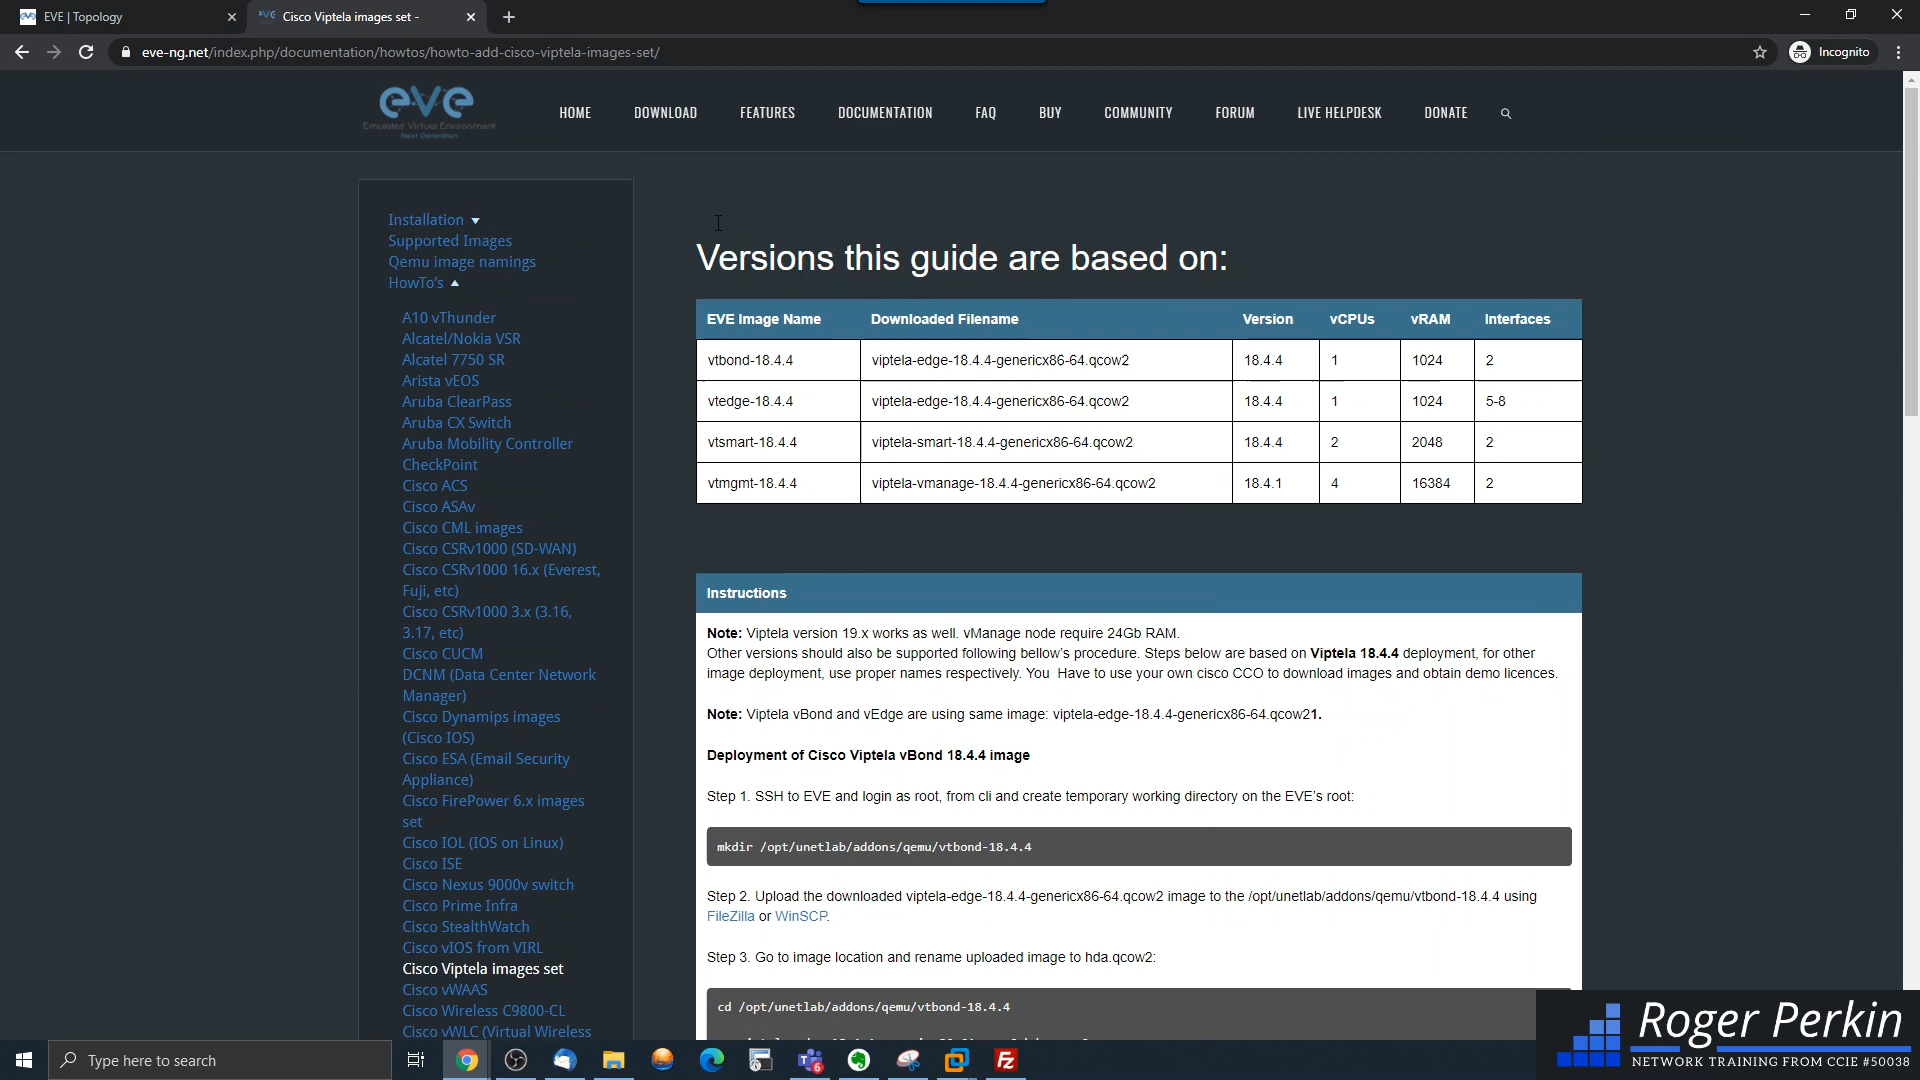 EVE | Topology
Cisco Viptela images set -
eve-ng.net/index.php/documentation/howtos/howto-add-cisco-viptela-images-set/
Incognito
eve
Emulated Virtual Environment
Next Generation
HOME
DOWNLOAD
FEATURES
DOCUMENTATION
FAQ
BUY
COMMUNITY
FORUM
LIVE HELPDESK
DONATE
Installation
Supported Images
Qemu image namings
HowTo's
A10 vThunder
Alcatel/Nokia VSR
Alcatel 7750 SR
Arista vEOS
Aruba ClearPass
Aruba CX Switch
Aruba Mobility Controller
CheckPoint
Cisco ACS
Cisco ASAv
Cisco CML images
Cisco CSRv1000 (SD-WAN)
Cisco CSRv1000 16.x (Everest,
Fuji, etc)
Cisco CSRv1000 3.x (3.16,
3.17, etc)
Cisco CUCM
DCNM (Data Center Network
Manager)
Cisco Dynamips images
(Cisco IOS)
Cisco ESA (Email Security
Appliance)
Cisco FirePower 6.x images
set
Cisco IOL (IOS on Linux)
Cisco ISE
Cisco Nexus 9000v switch
Cisco Prime Infra
Cisco StealthWatch
Cisco vIOS from VIRL
Cisco Viptela images set
Cisco vWAAS
Cisco Wireless C9800-CL
Cisco vWLC (Virtual Wireless
Versions this guide are based on:
EVE Image Name Downloaded Filename Version vCPUs vRAM Interfaces
vtbond-18.4.4 viptela-edge-18.4.4-genericx86-64.qcow2 18.4.4 1 1024 2
vtedge-18.4.4 viptela-edge-18.4.4-genericx86-64.qcow2 18.4.4 1 1024 5-8
vtsmart-18.4.4 viptela-smart-18.4.4-genericx86-64.qcow2 18.4.4 2 2048 2
vtmgmt-18.4.4 viptela-vmanage-18.4.4-genericx86-64.qcow2 18.4.1 4 16384 2
Instructions
Note: Viptela version 19.x works as well. vManage node require 24Gb RAM.
Other versions should also be supported following bellow's procedure. Steps below are based on Viptela 18.4.4 deployment, for other
image deployment, use proper names respectively. You Have to use your own cisco CCO to download images and obtain demo licences.
Note: Viptela vBond and vEdge are using same image: viptela-edge-18.4.4-genericx86-64.qcow21.
Deployment of Cisco Viptela vBond 18.4.4 image
Step 1. SSH to EVE and login as root, from cli and create temporary working directory on the EVE's root:
mkdir /opt/unetlab/addons/qemu/vtbond-18.4.4
Step 2. Upload the downloaded viptela-edge-18.4.4-genericx86-64.qcow2 image to the /opt/unetlab/addons/qemu/vtbond-18.4.4 using
FileZilla or WinSCP.
Step 3. Go to image location and rename uploaded image to hda.qcow2:
cd /opt/unetlab/addons/qemu/vtbond-18.4.4
Type here to search
6
Roger Perkin
NETWORK TRAINING FROM CCIE #50038